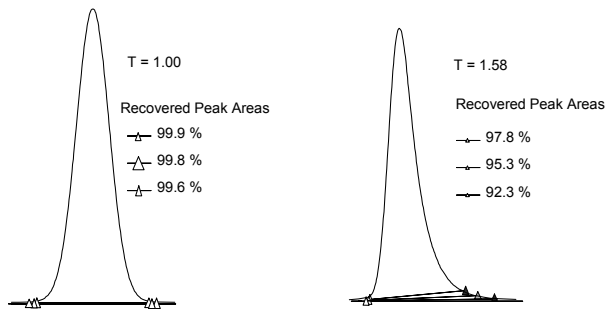 T = 1.00
Recovered Peak Areas
99.9 %
99.8 %
99.6 %
T = 1.58
Recovered Peak Areas
97.8 %
95.3 %
92.3 %